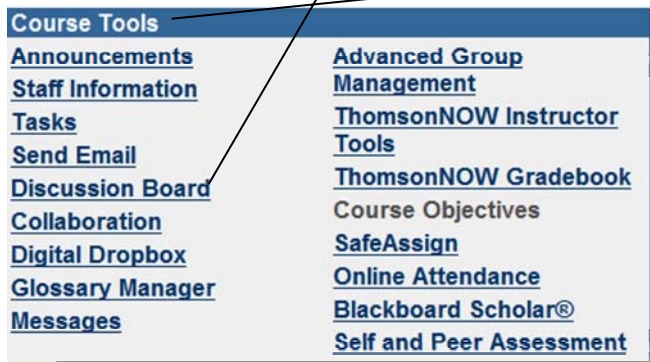 Course Tools
Announcements
Staff Information
Tasks
Send Email
Discussion Board
Collaboration
Digital Dropbox
Glossary Manager
Messages
Advanced Group
Management
ThomsonNOW Instructor
Tools
ThomsonNOW Gradebook
Course Objectives
SafeAssign
Online Attendance
Blackboard Scholar®
Self and Peer Assessment